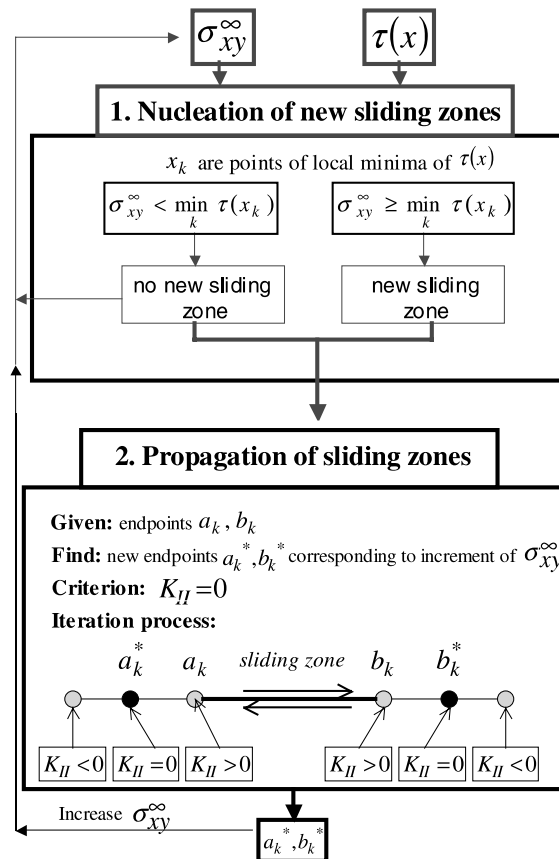 σ∞xy τ(x)
1. Nucleation of new sliding zones
xk are points of local minima of τ(x)
σ∞xy < min k τ(xk) σ∞xy ≥ min k τ(xk)
no new sliding zone new sliding zone
2. Propagation of sliding zones
Given: endpoints ak , bk
Find: new endpoints ak*,bk* corresponding to increment of σ∞xy
Criterion: KII=0
Iteration process:
ak* ak sliding zone bk bk*
KII<0 KII=0 KII>0 KII>0 KII=0 KII<0
Increase σ∞xy
ak*,bk*